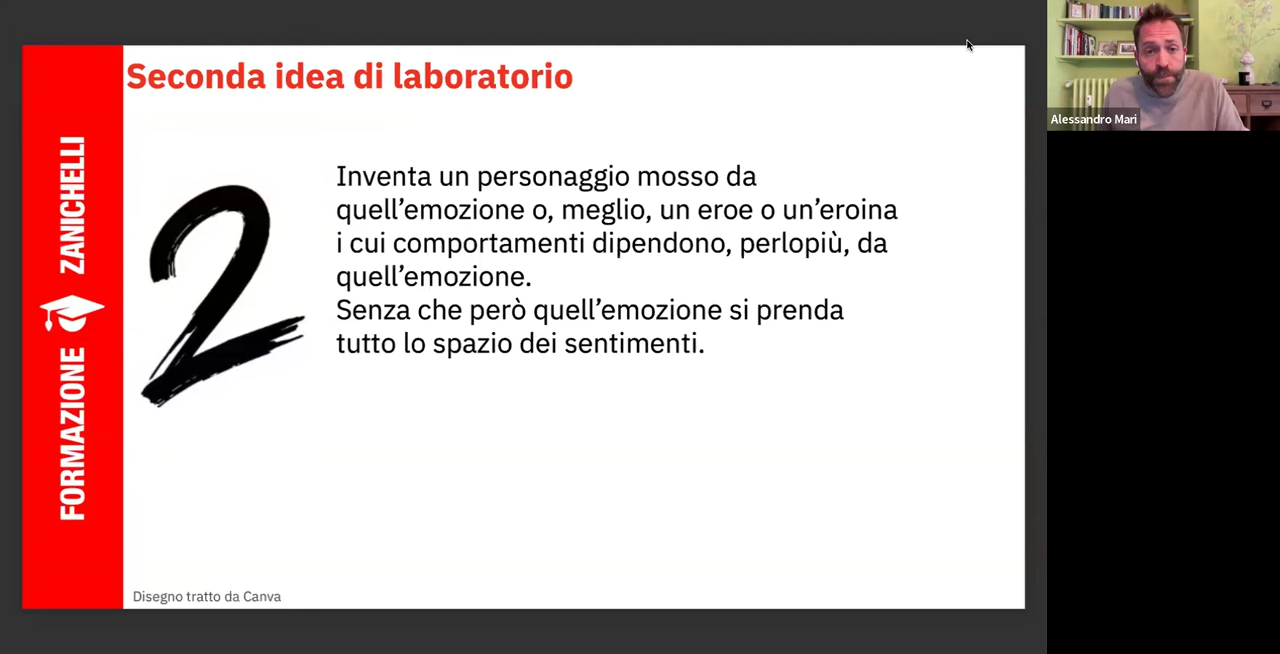 Seconda idea di laboratorio
FORMAZIONE ZANICHELLI
2
Inventa un personaggio mosso da
quell’emozione o, meglio, un eroe o un’eroina
i cui comportamenti dipendono, perlopiù, da
quell’emozione.
Senza che però quell’emozione si prenda
tutto lo spazio dei sentimenti.
Disegno tratto da Canva
Alessandro Mari